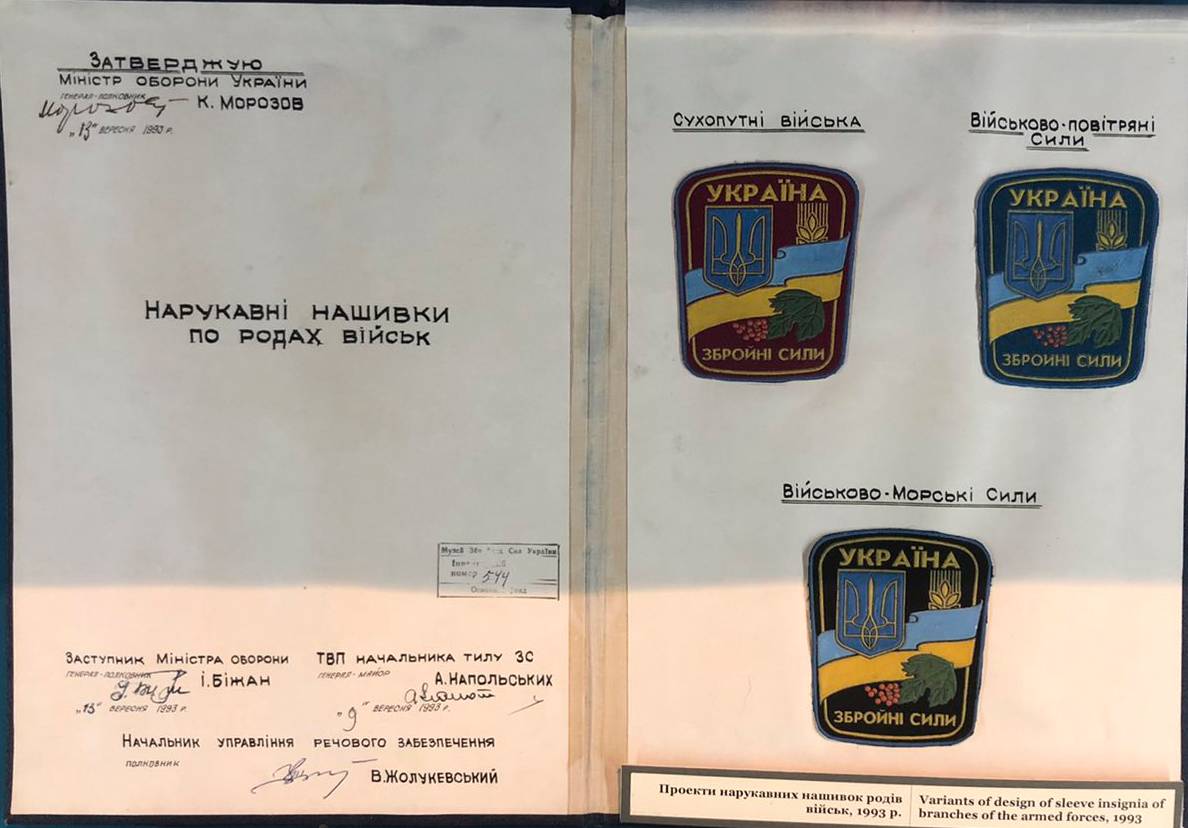 ЗАТВЕРДЖУЮ
МІНІСТР ОБОРОНИ УКРАЇНИ
ГЕНЕРАЛ-ПОЛКОВНИК
К. МОРОЗОВ
„13" ВЕРЕСНЯ 1993 р.
НАРУКАВНІ НАШИВКИ
ПО РОДАХ ВІЙСЬК
Музей Сил України
номер 544
ЗАСТУПНИК МІНІСТРА ОБОРОНИ
ГЕНЕРАЛ-ПОЛКОВНИК
І.БІЖАН
„13" ВЕРЕСНЯ 1993 р.
ТВП НАЧАЛЬНИКА ТИЛУ ЗС
ГЕНЕРАЛ-МАЙОР
А.НАПОЛЬСЬКИХ
„9" ВЕРЕСНЯ 1993 р.
НАЧАЛЬНИК УПРАВЛІННЯ РЕЧОВОГО ЗАБЕЗПЕЧЕННЯ
ПОЛКОВНИК
В.ЖОЛУКЕВСЬКИЙ
СУХОПУТНІ ВІЙСЬКА
УКРАЇНА
ЗБРОЙНІ СИЛИ
ВІЙСЬКОВО-ПОВІТРЯНІ
СИЛИ
УКРАЇНА
ЗБРОЙНІ СИЛИ
ВІЙСЬКОВО-МОРСЬКІ СИЛИ
УКРАЇНА
ЗБРОЙНІ СИЛИ
Проекти нарукавних нашивок родів
військ, 1993 р.
Variants of design of sleeve insignia of
branches of the armed forces, 1993